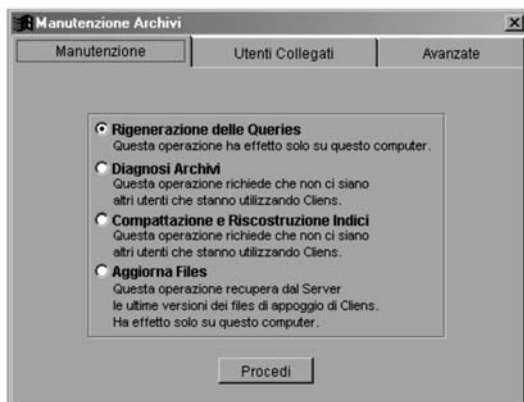 Manutenzione Archivi
Manutenzione
Utenti Collegati
Avanzate
Rigenerazione delle Queries
Questa operazione ha effetto solo su questo computer.
Diagnosi Archivi
Questa operazione richiede che non ci siano
altri utenti che stanno utilizzando Cliens.
Compattazione e Riscostruzione Indici
Questa operazione richiede che non ci siano
altri utenti che stanno utilizzando Cliens.
Aggiorna Files
Questa operazione recupera dal Server
le ultime versioni dei files di appoggio di Cliens.
Ha effetto solo su questo computer.
Procedi